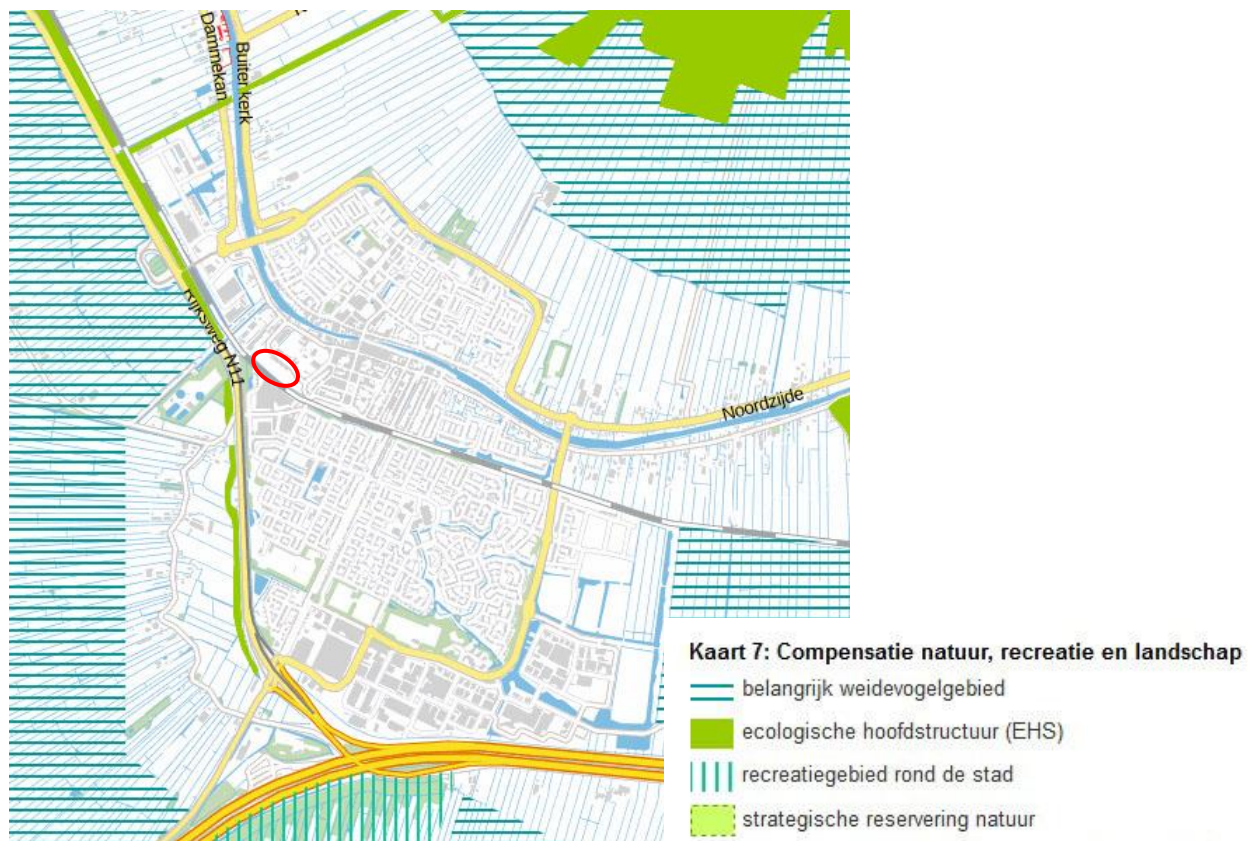 Dammekan
Buiten kerk
Rijksweg N11
Noordzijde
Kaart 7: Compensatie natuur, recreatie en landschap
belangrijk weidevogelgebied
ecologische hoofdstructuur (EHS)
recreatiegebied rond de stad
strategische reservering natuur